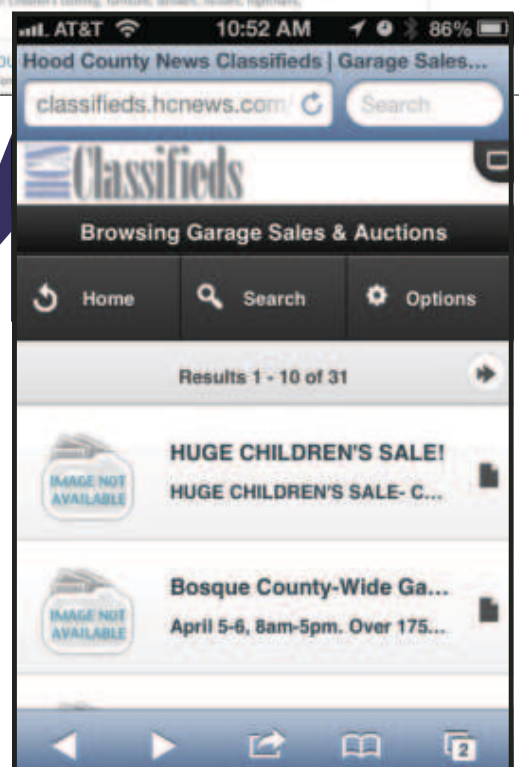 AT&T 10:52 AM 86%
Hood County News Classifieds | Garage Sales...
classifieds.hcnews.com/ Search
Classifieds
Browsing Garage Sales & Auctions
Home Search Options
Results 1 - 10 of 31
HUGE CHILDREN'S SALE!
HUGE CHILDREN'S SALE- C...
IMAGE NOT
AVAILABLE
Bosque County-Wide Ga...
April 5-6, 8am-5pm. Over 175...
IMAGE NOT
AVAILABLE
2